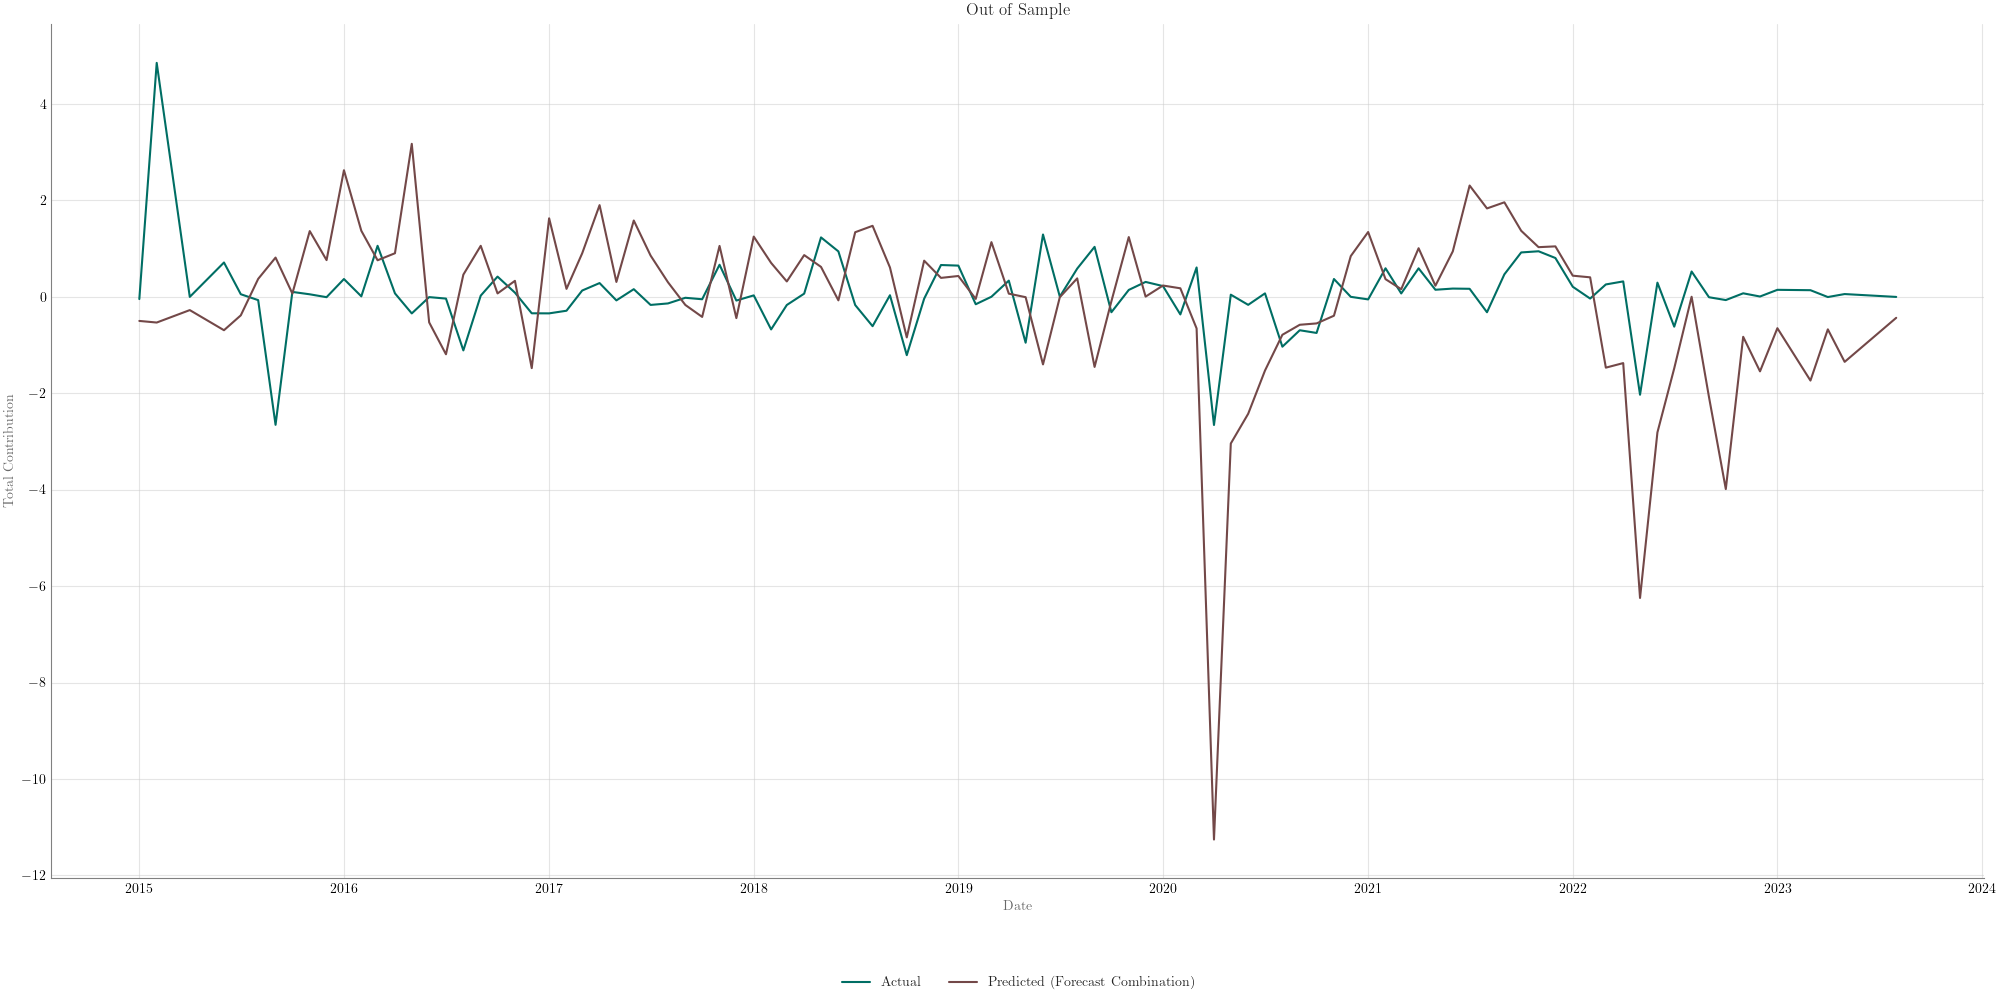 Out of Sample
Total Contribution
4
2
0
−2
−4
−6
−8
−10
−12
2015 2016 2017 2018 2019 2020 2021 2022 2023 2024
Date
Actual Predicted (Forecast Combination)